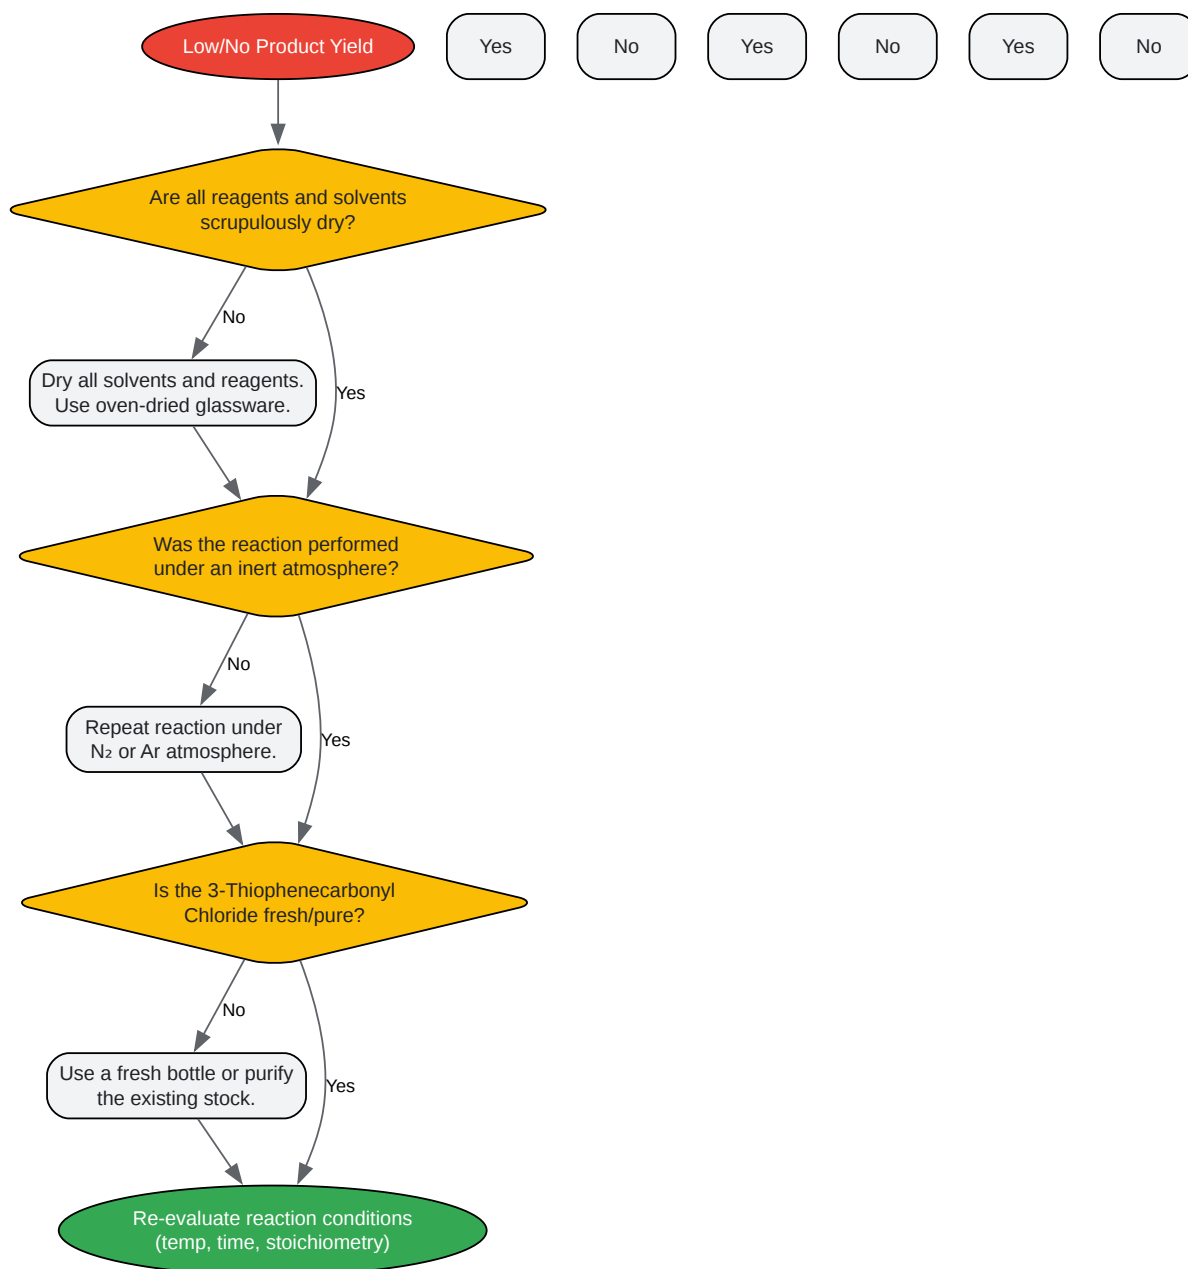 Low/No Product Yield
Yes
No
Yes
No
Yes
No
Are all reagents and solvents
scrupulously dry?
No
Dry all solvents and reagents.
Use oven-dried glassware.
Yes
Was the reaction performed
under an inert atmosphere?
No
Repeat reaction under
N₂ or Ar atmosphere.
Yes
Is the 3-Thiophenecarbonyl
Chloride fresh/pure?
No
Use a fresh bottle or purify
the existing stock.
Yes
Re-evaluate reaction conditions
(temp, time, stoichiometry)